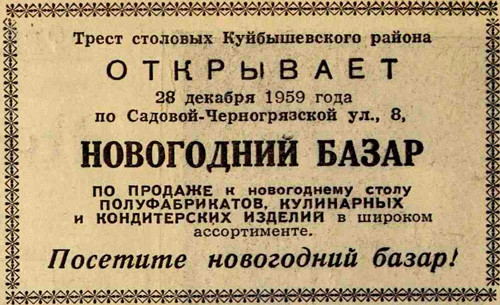 Трест столовых Куйбышевского района
ОТКРЫВАЕТ
28 декабря 1959 года
по Садовой-Черногрязской ул., 8,
НОВОГОДНИЙ БАЗАР
ПО ПРОДАЖЕ к новогоднему столу
ПОЛУФАБРИКАТОВ, КУЛИНАРНЫХ
и КОНДИТЕРСКИХ ИЗДЕЛИЙ в широком
ассортименте.
Посетите новогодний базар!